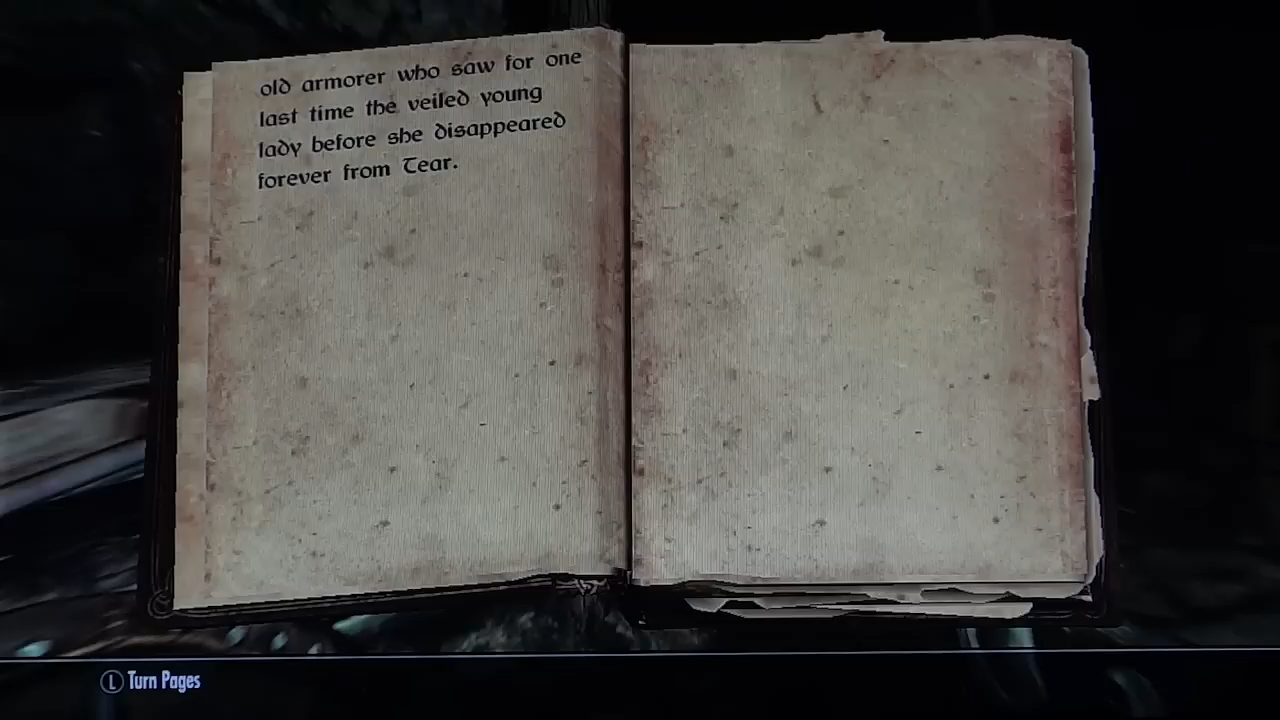 old armorer who saw for one
last time the veiled young
lady before she disappeared
forever from Tear.
L Turn Pages